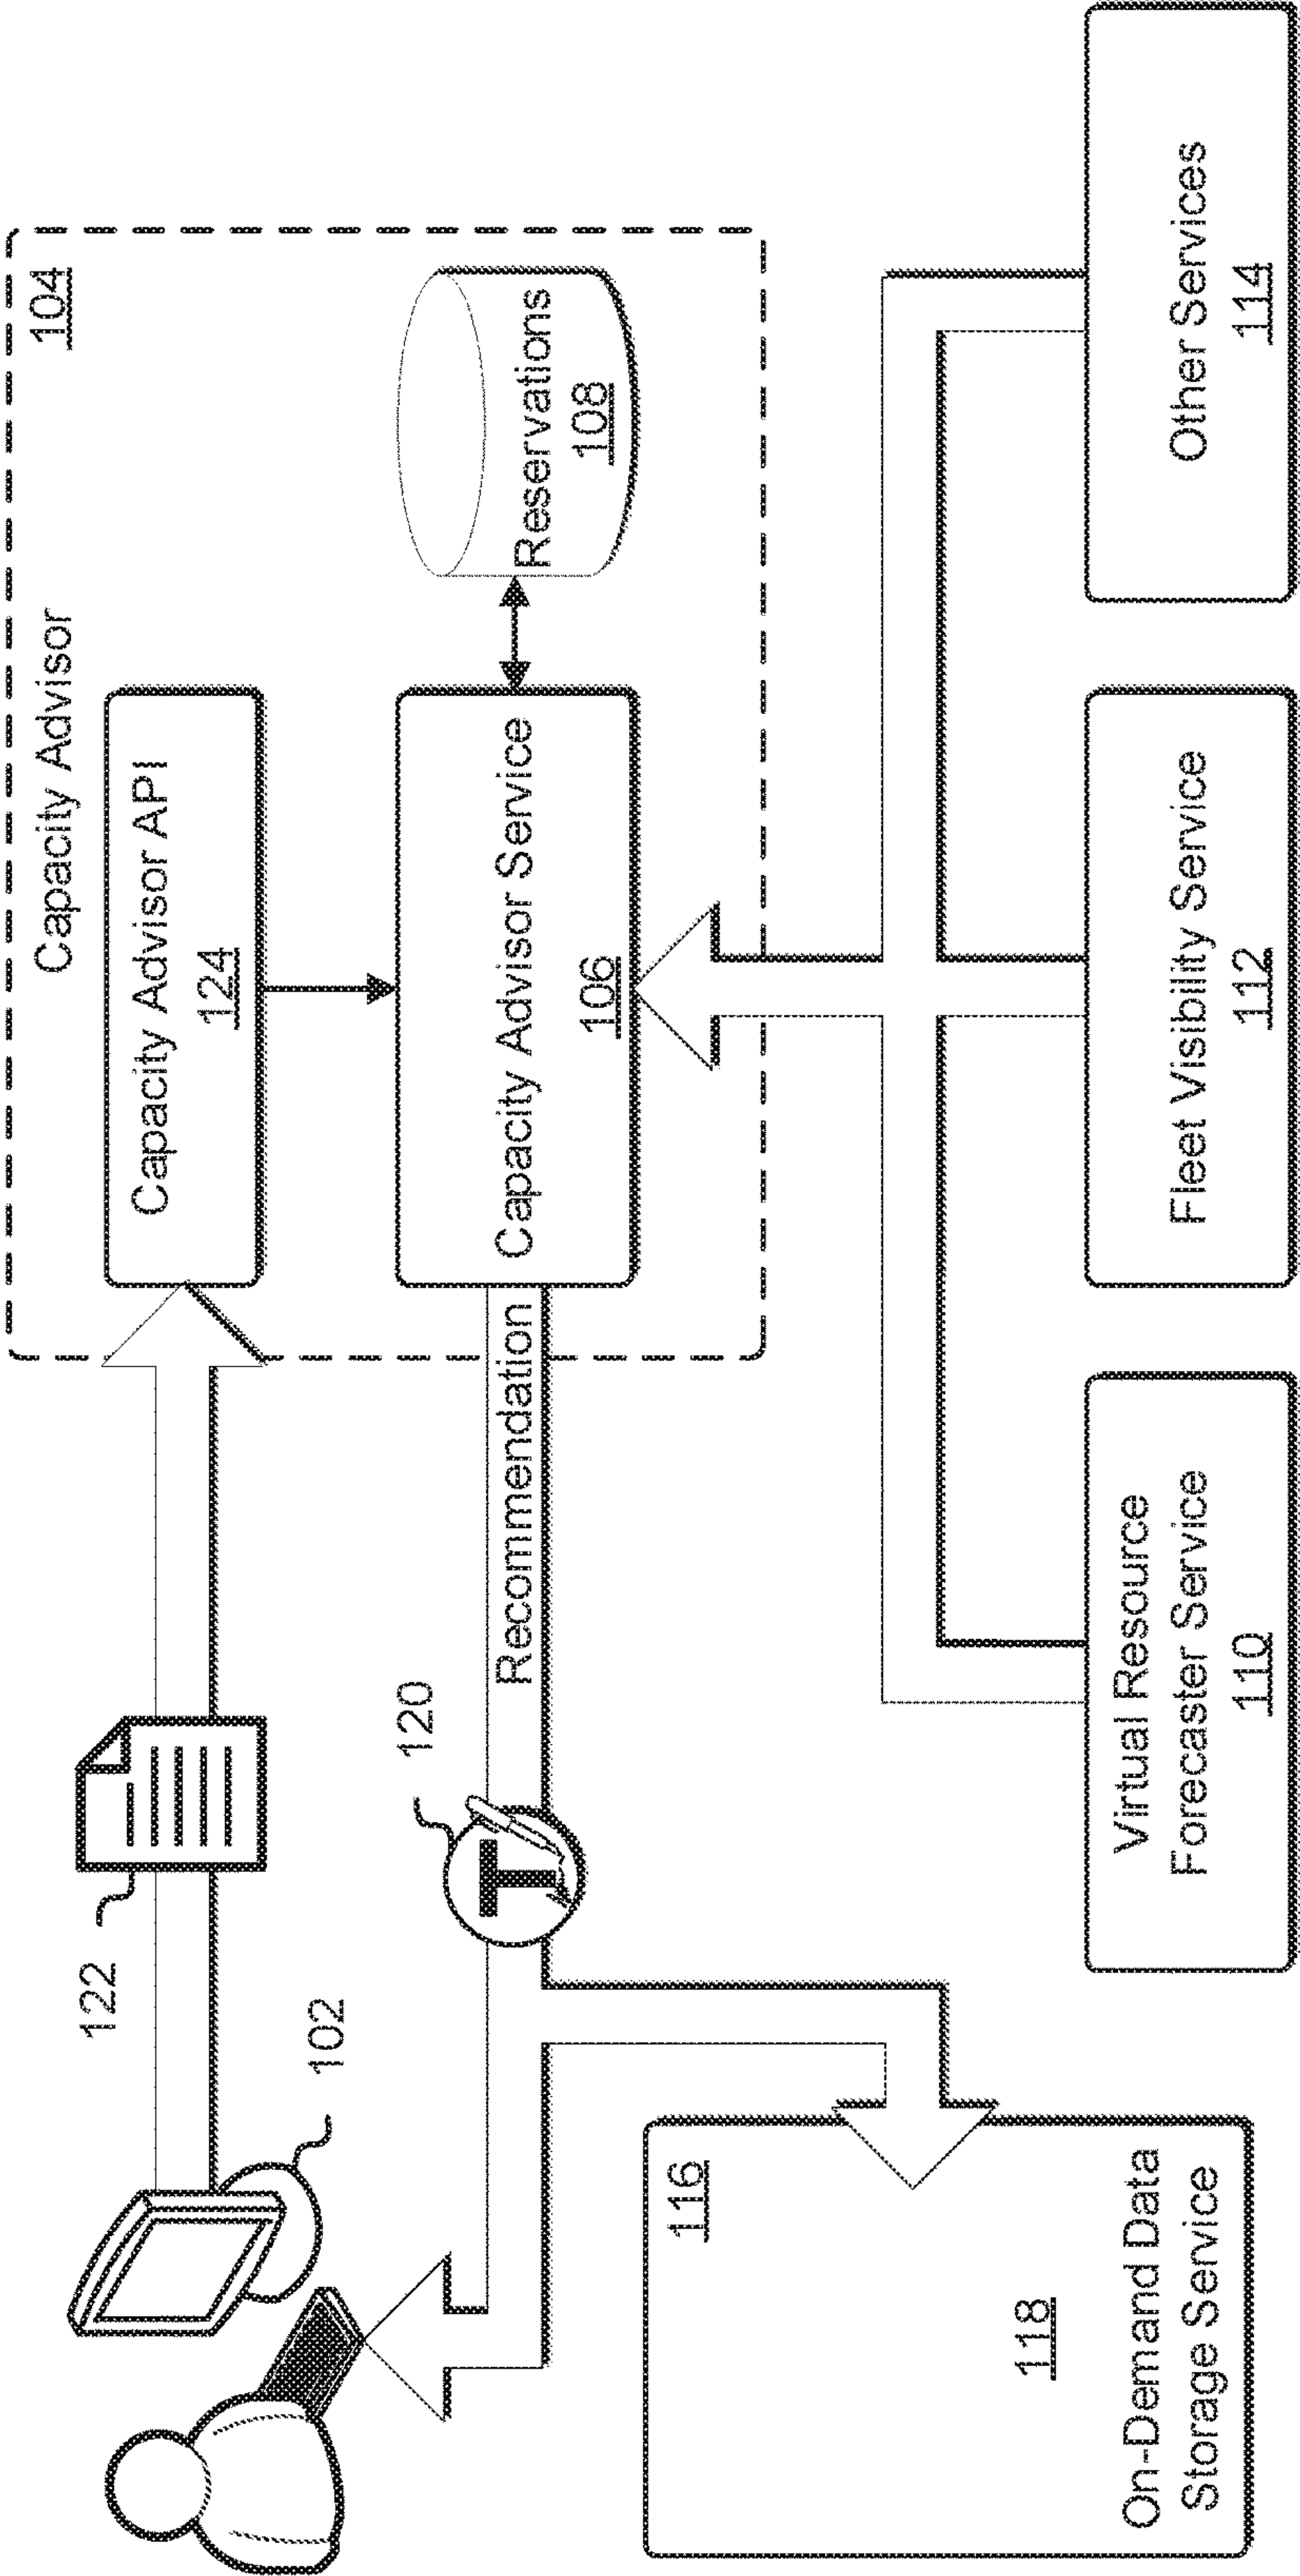 122
102
Capacity Advisor
104
Capacity Advisor API
124
120
Recommendation
Capacity Advisor Service
106
Reservations
108
T
116
118
On-Demand Data
Storage Service
Virtual Resource
Forecaster Service
110
Fleet Visibility Service
112
Other Services
114